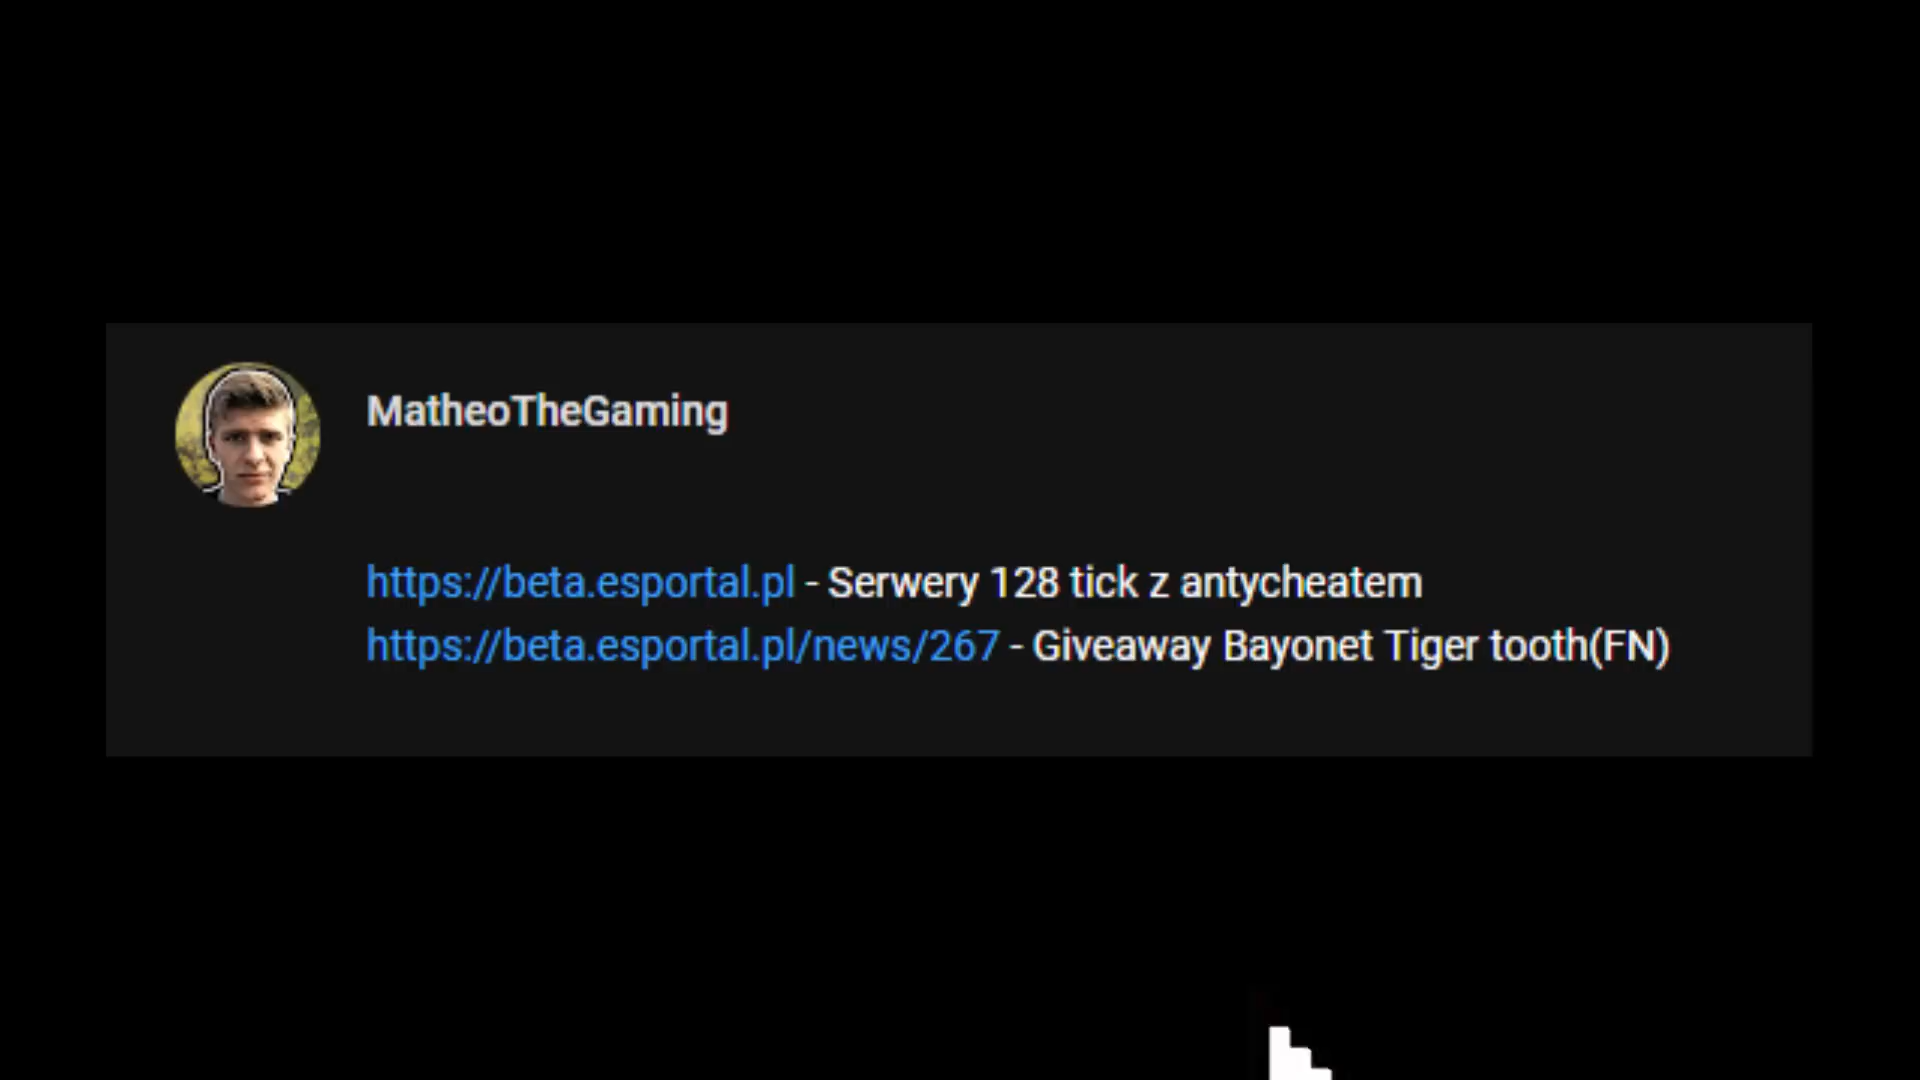 MatheoTheGaming
https://beta.esportal.pl - Serwery 128 tick z antycheatem
https://beta.esportal.pl/news/267 - Giveaway Bayonet Tiger tooth(FN)